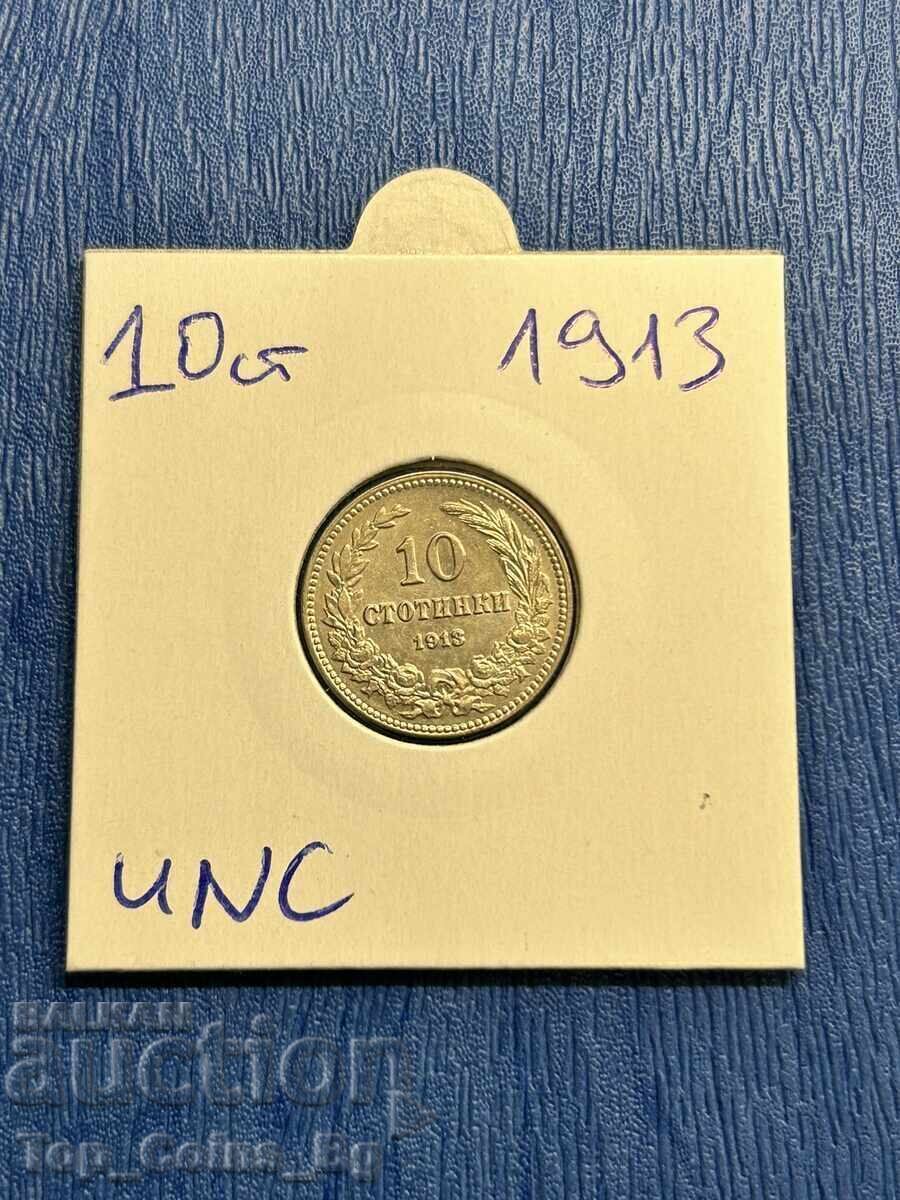 10ст 1913
10
СТОТИНКИ
1913
UNC
BALKAN
auction
Top_Coins_Bg